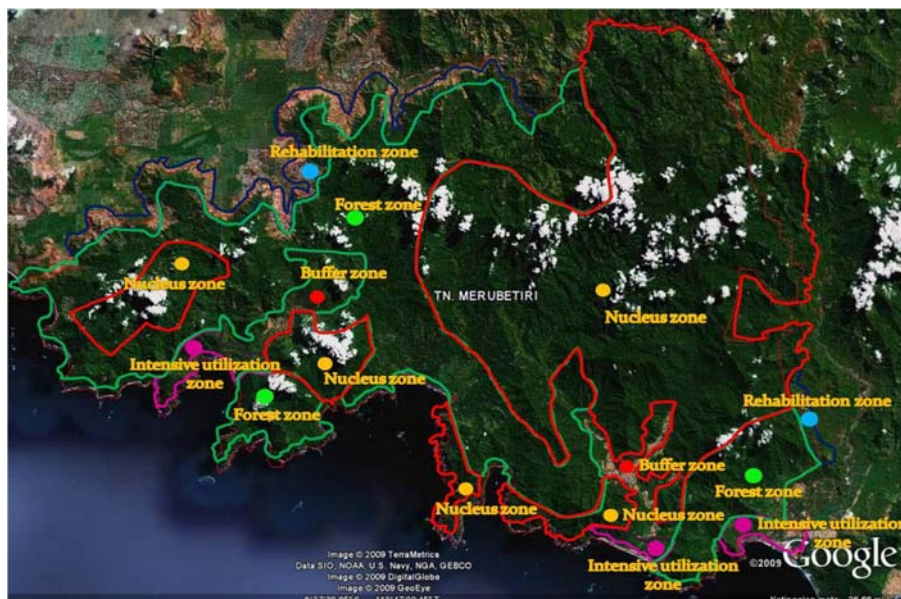 Rehabilitation zone
Forest zone
Nucleus zone
Buffer zone
TN. MERUBETIRI
Nucleus zone
Intensive utilization
zone
Nucleus zone
Forest zone
Rehabilitation zone
Buffer zone
Forest zone
Nucleus zone
Nucleus zone
Intensive utilization
zone
Intensive utilization
zone
Image © 2009 TerraMetrics
Data SIO, NOAA, U.S. Navy, NGA, GEBCO
Image © 2009 DigitalGlobe
Image © 2009 GeoEye
©2009 Google